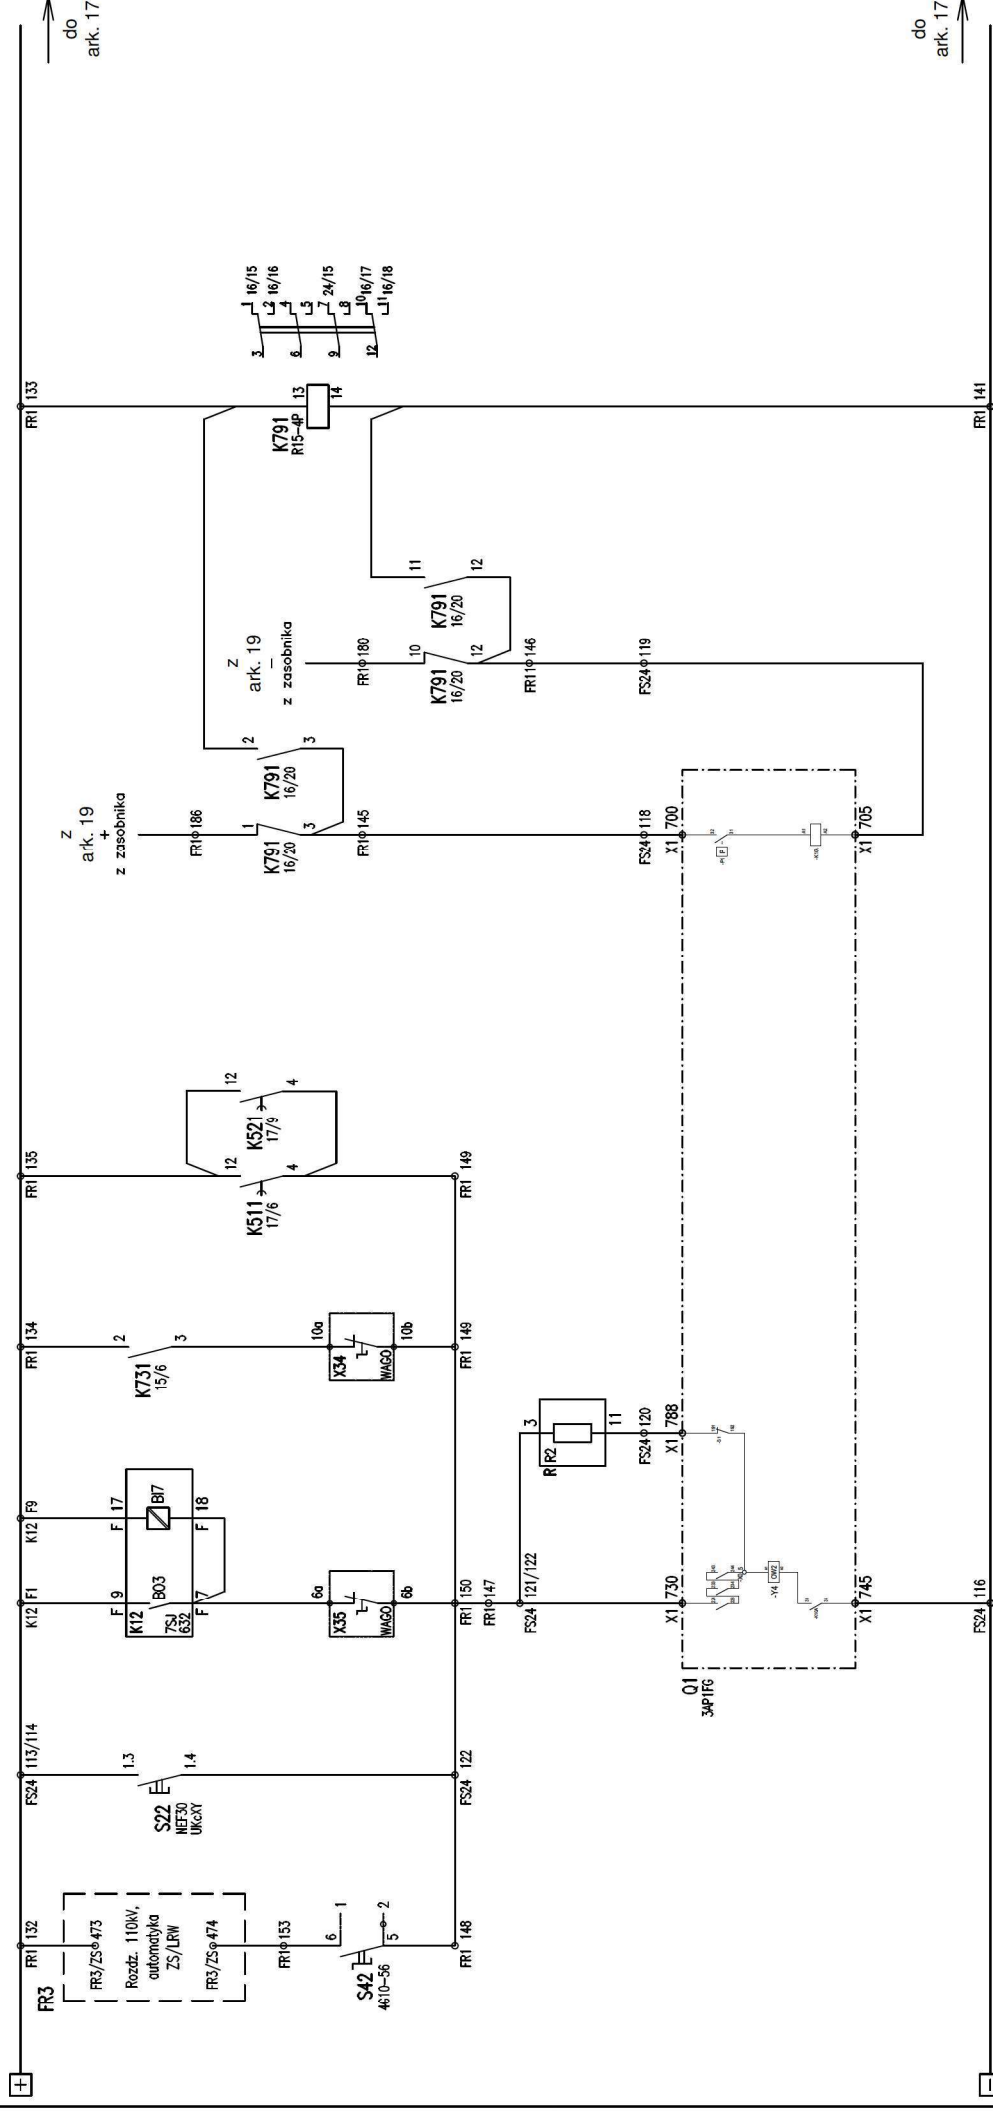 +
FR3
FR1 132
FR3/ZS 473
Rozdz. 110kV,
automatyka
ZS/LRW
FR3/ZS 474
FR1 153
6
1
S42
4G10-56
5
2
FR1 148
FS24 113/114
1.3
S22
NEF30
UKcXY
1.4
FS24 122
K12 F1
F 9
K12
BO3
7SJ
632
F 7
6a
X35
WAGO
6b
FR1 150
FR1 147
FS24 121/122
K12 F9
F 17
BI7
F 18
FR1 134
2
K731
15/6
3
10a
X34
WAGO
10b
FR1 149
FR1 135
12
K511
17/6
4
12
K521
17/9
4
FR1 149
3
R R2
11
FS24 120
X1 788
X1 730
Q1
3AP1FG
-Y4
X1 745
FS24 116
z
ark. 19
+
z zasobnika
FR1 186
1
K791
16/20
3
2
K791
16/20
3
FR1 145
FS24 118
X1 700
X1 705
z
ark. 19
–
z zasobnika
FR1 180
10
K791
16/20
12
11
K791
16/20
12
FR1 146
FS24 119
FR1 133
K791
R15-4P
13
14
3
1 16/15
2 16/16
6
4
5
9
7 24/15
8
12
10 16/17
11 16/18
FR1 141
do
ark. 17
do
ark. 17
–